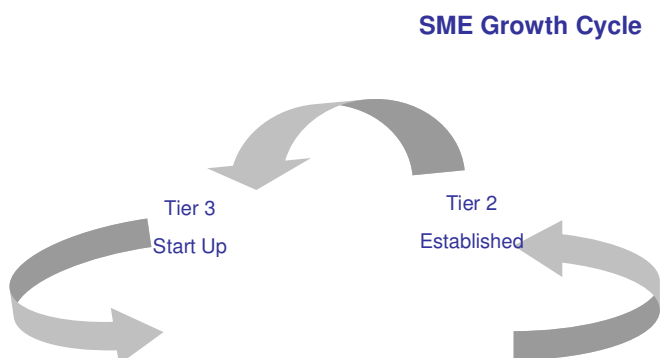 SME Growth Cycle
Tier 3
Start Up
Tier 2
Established